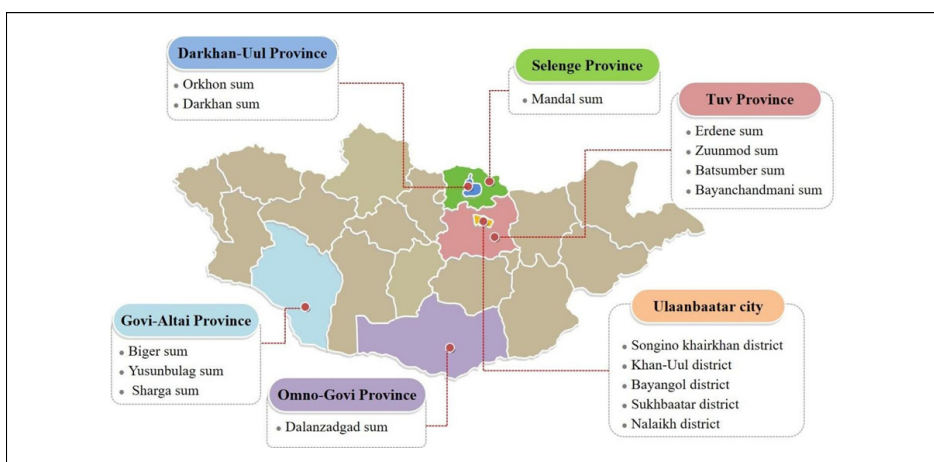 Darkhan-Uul Province
Orkhon sum
Darkhan sum
Selenge Province
Mandal sum
Tuv Province
Erdene sum
Zuunmod sum
Batsumber sum
Bayanchandmani sum
Govi-Altai Province
Biger sum
Yusunbulag sum
Sharga sum
Omno-Govi Province
Dalanzadgad sum
Ulaanbaatar city
Songino khairkhan district
Khan-Uul district
Bayangol district
Sukhbaatar district
Nalaikh district